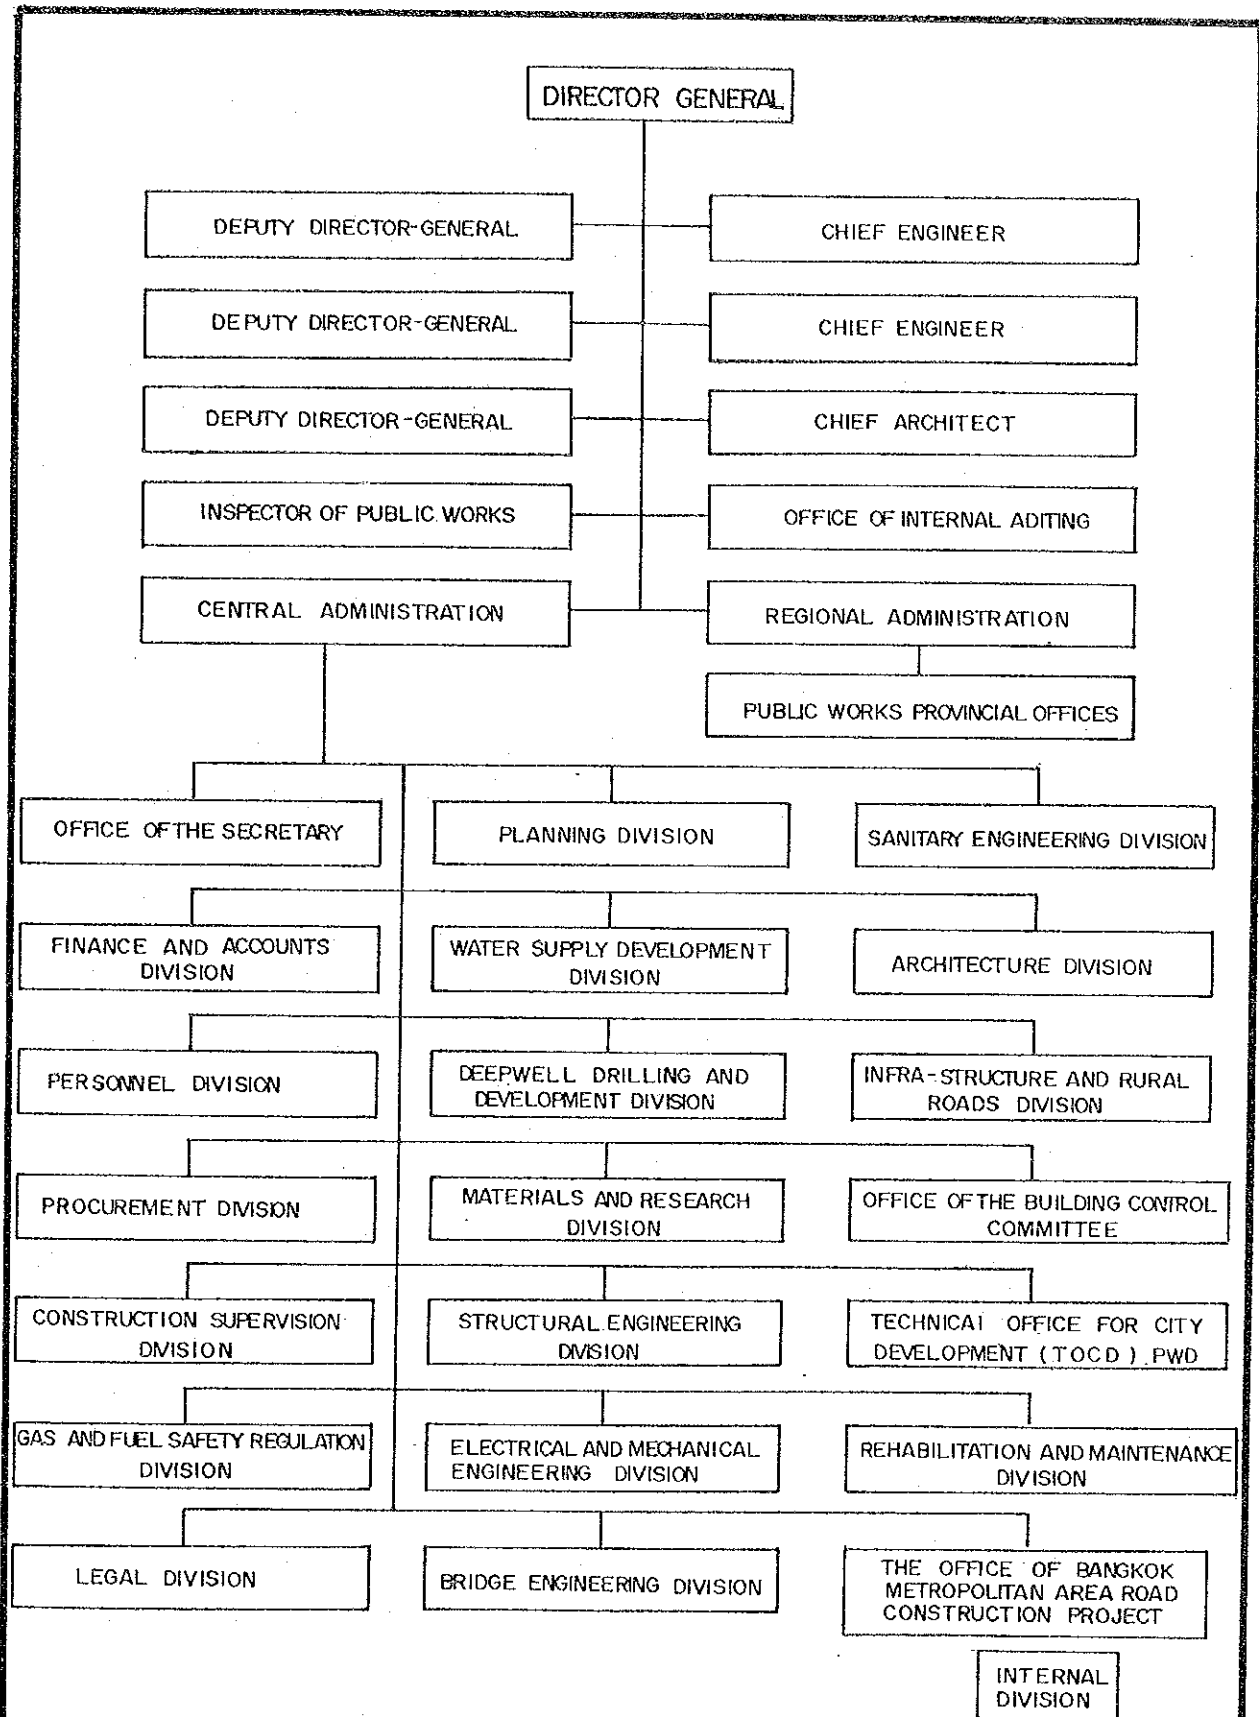 DIRECTOR GENERAL
DEPUTY DIRECTOR-GENERAL
CHIEF ENGINEER
DEPUTY DIRECTOR-GENERAL
CHIEF ENGINEER
DEPUTY DIRECTOR-GENERAL
CHIEF ARCHITECT
INSPECTOR OF PUBLIC WORKS
OFFICE OF INTERNAL ADITING
CENTRAL ADMINISTRATION
REGIONAL ADMINISTRATION
PUBLIC WORKS PROVINCIAL OFFICES
OFFICE OF THE SECRETARY
PLANNING DIVISION
SANITARY ENGINEERING DIVISION
FINANCE AND ACCOUNTS
DIVISION
WATER SUPPLY DEVELOPMENT
DIVISION
ARCHITECTURE DIVISION
PERSONNEL DIVISION
DEEPWELL DRILLING AND
DEVELOPMENT DIVISION
INFRA-STRUCTURE AND RURAL
ROADS DIVISION
PROCUREMENT DIVISION
MATERIALS AND RESEARCH
DIVISION
OFFICE OF THE BUILDING CONTROL
COMMITTEE
CONSTRUCTION SUPERVISION
DIVISION
STRUCTURAL ENGINEERING
DIVISION
TECHNICAL OFFICE FOR CITY
DEVELOPMENT (TOCD) PWD
GAS AND FUEL SAFETY REGULATION
DIVISION
ELECTRICAL AND MECHANICAL
ENGINEERING DIVISION
REHABILITATION AND MAINTENANCE
DIVISION
LEGAL DIVISION
BRIDGE ENGINEERING DIVISION
THE OFFICE OF BANGKOK
METROPOLITAN AREA ROAD
CONSTRUCTION PROJECT
INTERNAL
DIVISION